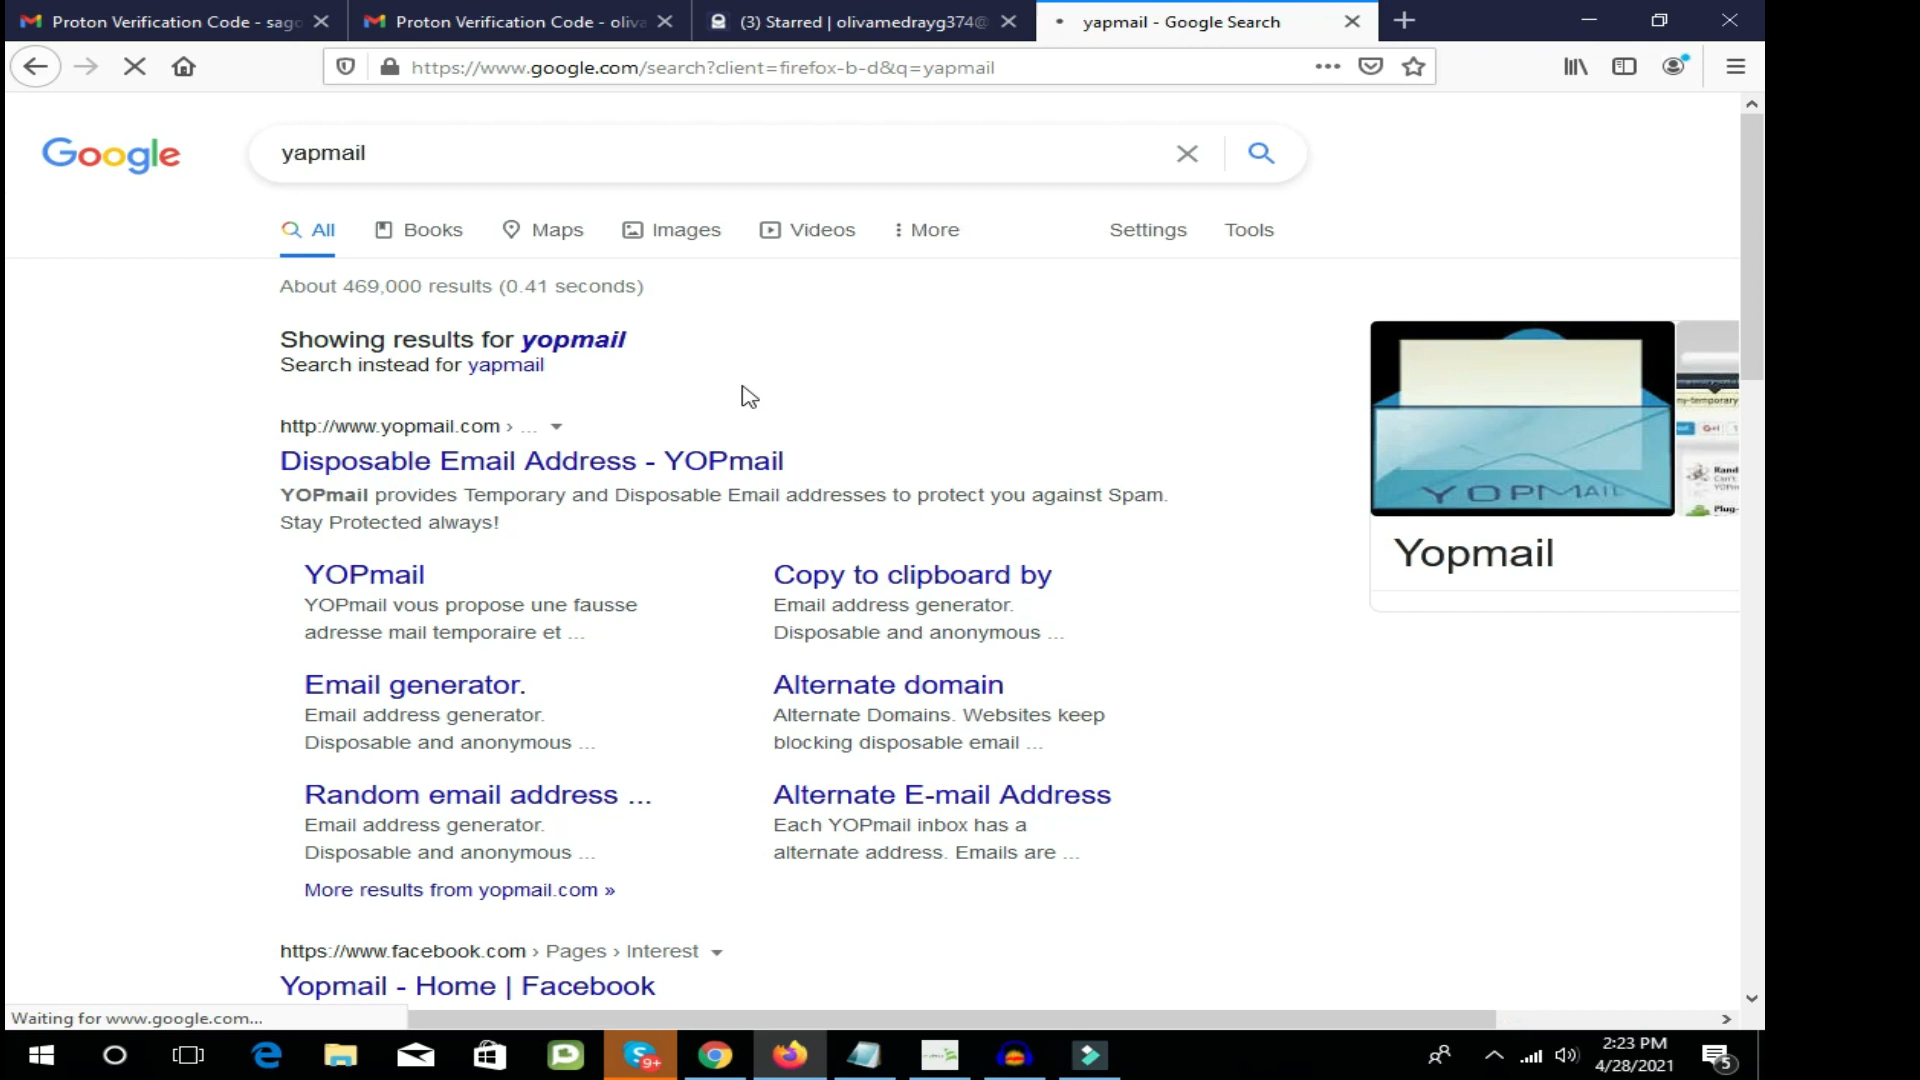 Proton Verification Code - sago
Proton Verification Code - oliva
(3) Starred | olivamedrayg374@
yapmail - Google Search
https://www.google.com/search?client=firefox-b-d&q=yapmail
Google
yapmail
All
Books
Maps
Images
Videos
More
Settings
Tools
About 469,000 results (0.41 seconds)
Showing results for yopmail
Search instead for yapmail
http://www.yopmail.com › ...
Disposable Email Address - YOPmail
YOPmail provides Temporary and Disposable Email addresses to protect you against Spam.
Stay Protected always!
YOPmail
YOPmail vous propose une fausse
adresse mail temporaire et ...
Copy to clipboard by
Email address generator.
Disposable and anonymous ...
Email generator.
Email address generator.
Disposable and anonymous ...
Alternate domain
Alternate Domains. Websites keep
blocking disposable email ...
Random email address ...
Email address generator.
Disposable and anonymous ...
Alternate E-mail Address
Each YOPmail inbox has a
alternate address. Emails are ...
More results from yopmail.com »
https://www.facebook.com › Pages › Interest
Yopmail - Home | Facebook
YOPMAIL
my-temporary
Yopmail
Waiting for www.google.com...
9+
2:23 PM
4/28/2021
5